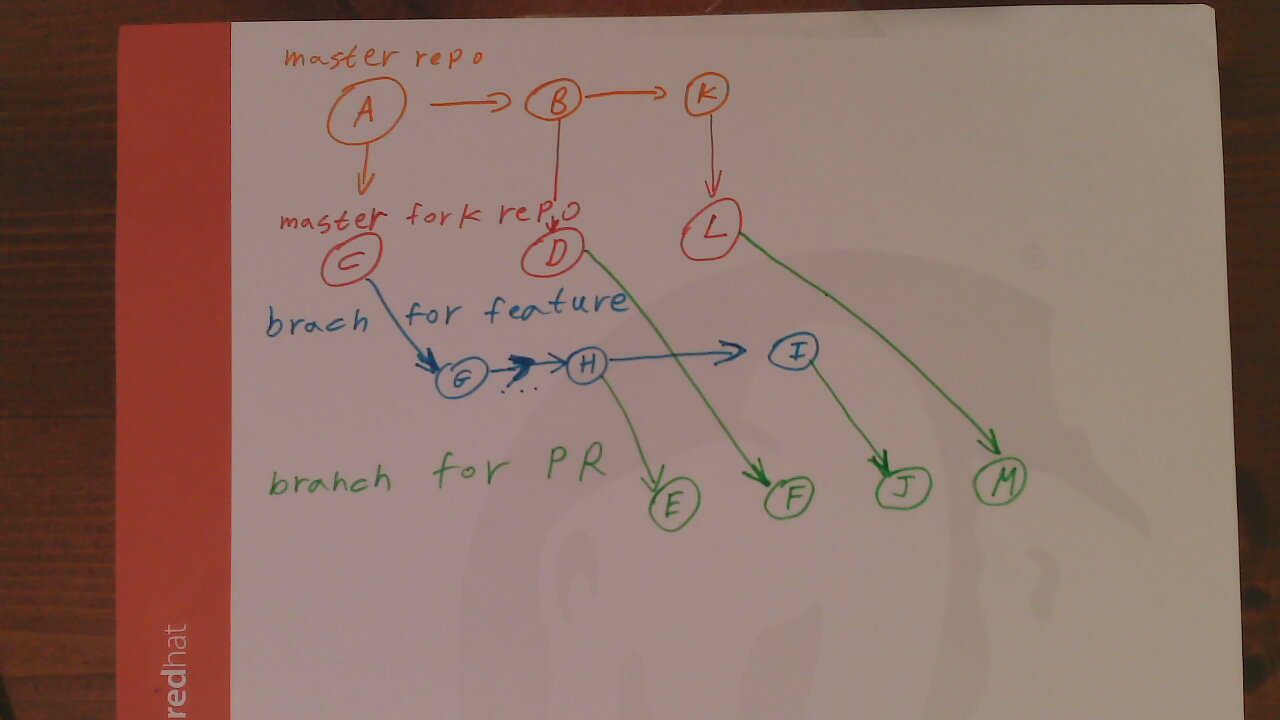 master repo
A B K
master fork repo
C D L
brach for feature
G ... H I
branch for PR
E F J M
redhat